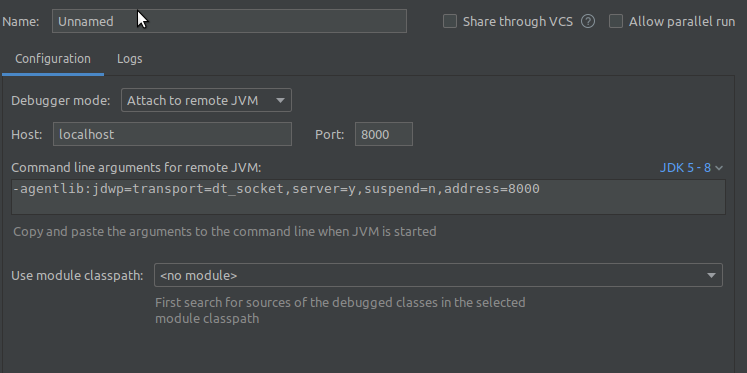 Name: Unnamed Share through VCS ? Allow parallel run
Configuration Logs
Debugger mode: Attach to remote JVM
Host: localhost Port: 8000
Command line arguments for remote JVM: JDK 5 - 8
-agentlib:jdwp=transport=dt_socket,server=y,suspend=n,address=8000
Copy and paste the arguments to the command line when JVM is started
Use module classpath: <no module>
First search for sources of the debugged classes in the selected
module classpath